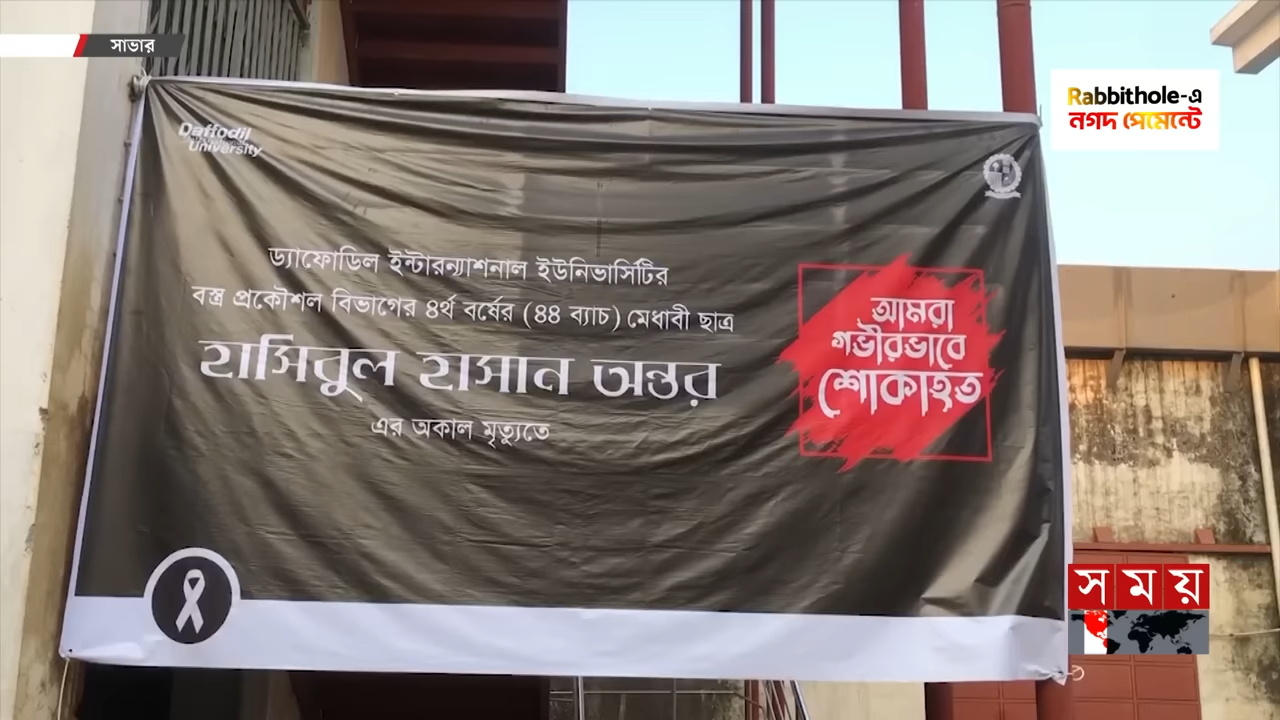 সাভার
Rabbithole-এ
নগদ পেমেন্টে
Daffodil
University
ড্যাফোডিল ইন্টারন্যাশনাল ইউনিভার্সিটির
বস্ত্র প্রকৌশল বিভাগের ৪র্থ বর্ষের (৪৪ ব্যাচ) মেধাবী ছাত্র
হাসিবুল হাসান অন্তর
এর অকাল মৃত্যুতে
আমরা
গভীরভাবে
শোকাহত
সময়